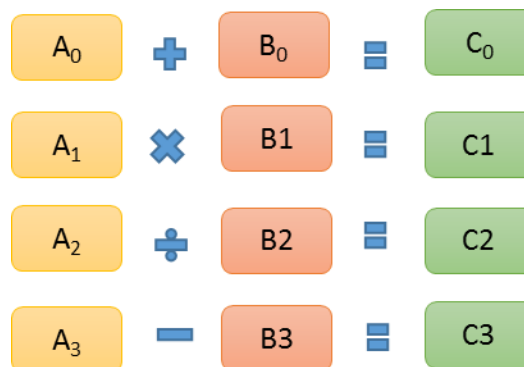 A₀ + B₀ = C₀
A₁ × B1 = C1
A₂ ÷ B2 = C2
A₃ − B3 = C3